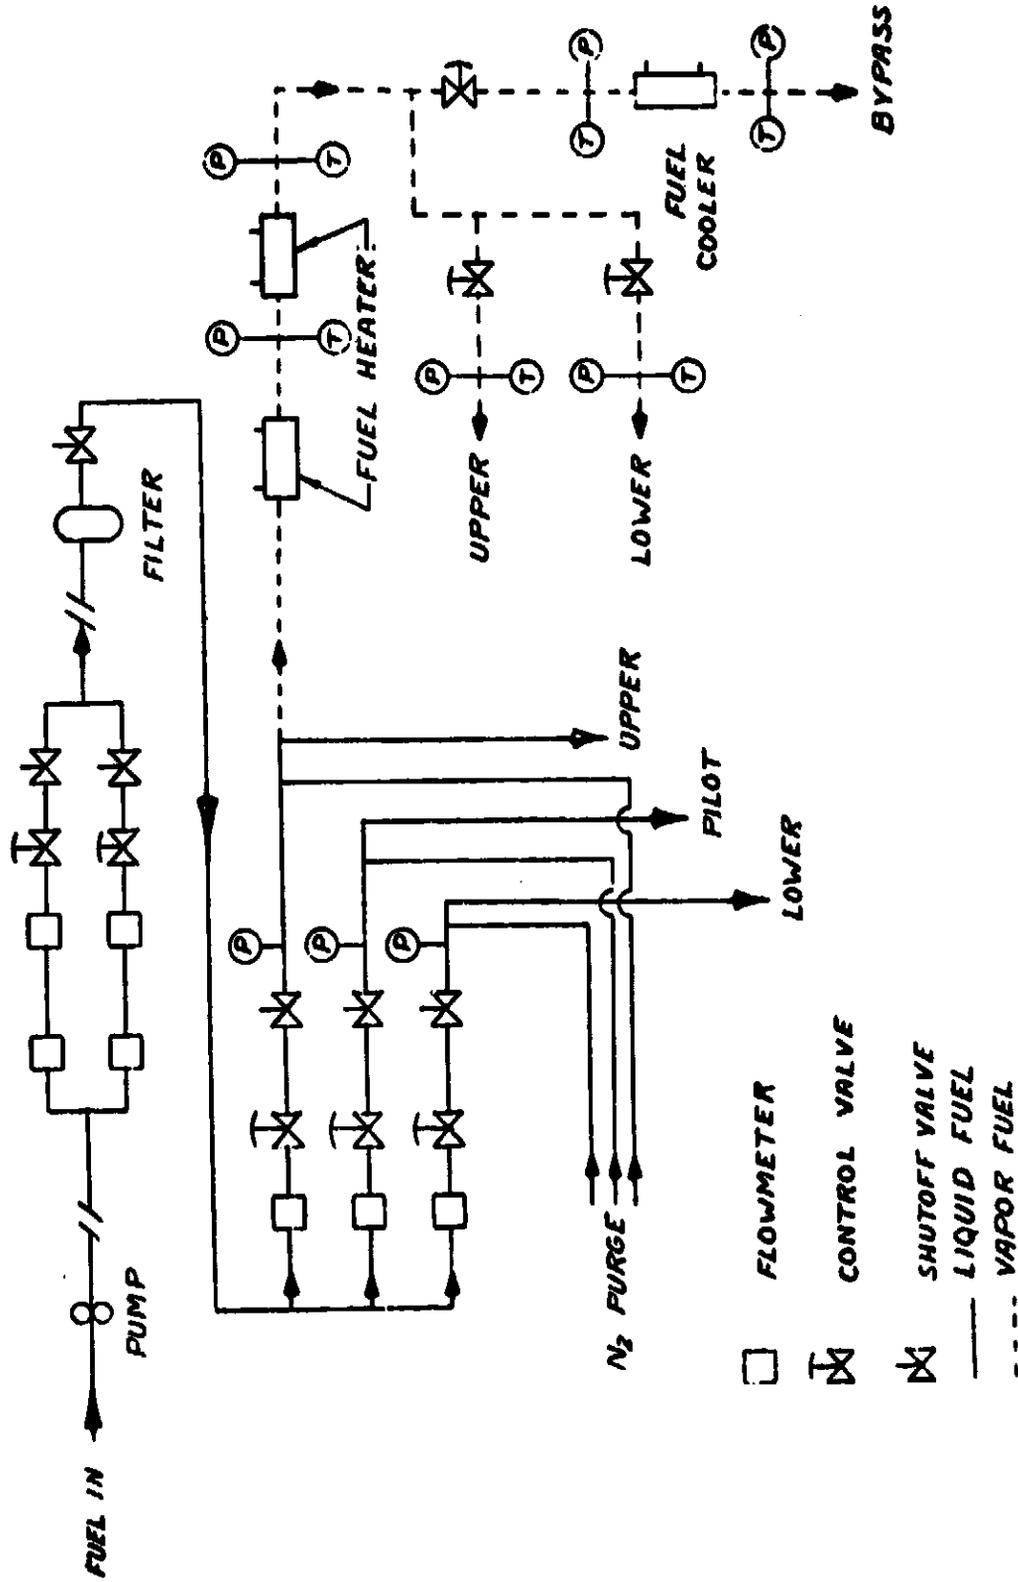 FUEL IN
PUMP
FILTER
P
T
P
T
FUEL HEATER
P
T
P
T
FUEL
COOLER
BYPASS
P
T
P
T
UPPER
LOWER
P
P
P
UPPER
PILOT
LOWER
N2 PURGE
FLOWMETER
CONTROL VALVE
SHUTOFF VALVE
LIQUID FUEL
VAPOR FUEL